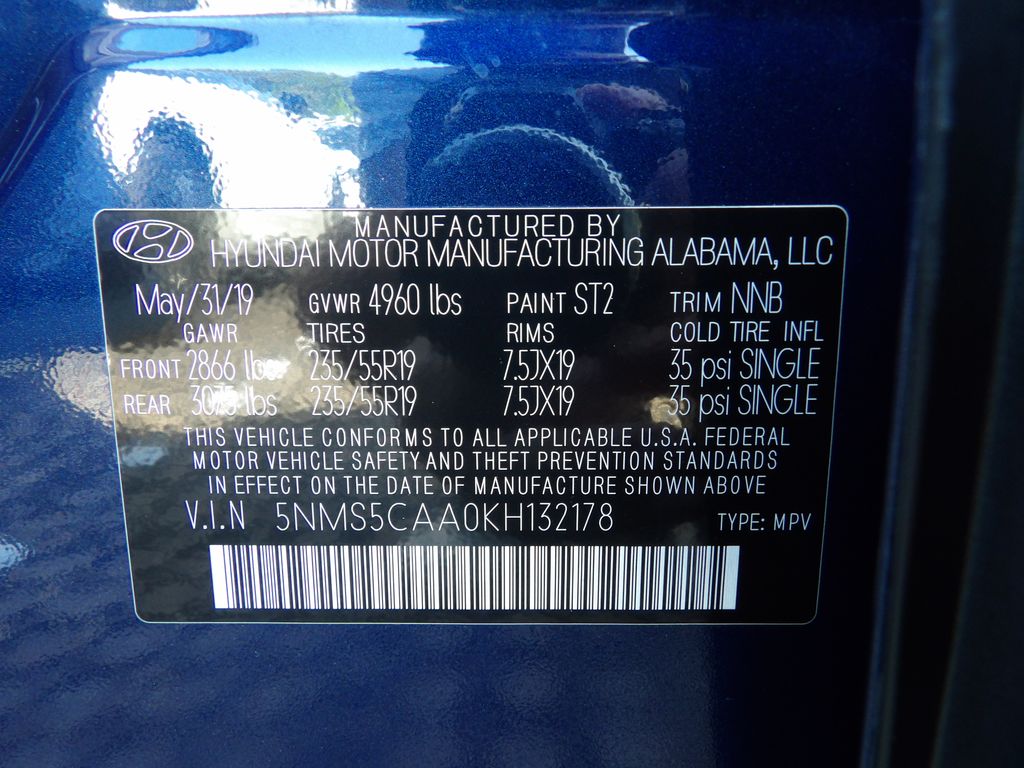 MANUFACTURED BY
HYUNDAI MOTOR MANUFACTURING ALABAMA, LLC
May/31/19 GVWR 4960 lbs PAINT ST2 TRIM NNB
GAWR TIRES RIMS COLD TIRE INFL
FRONT 2866 lbs 235/55R19 7.5JX19 35 psi SINGLE
REAR 3075 lbs 235/55R19 7.5JX19 35 psi SINGLE
THIS VEHICLE CONFORMS TO ALL APPLICABLE U.S.A. FEDERAL
MOTOR VEHICLE SAFETY AND THEFT PREVENTION STANDARDS
IN EFFECT ON THE DATE OF MANUFACTURE SHOWN ABOVE
V.I.N 5NMS5CAA0KH132178 TYPE: MPV